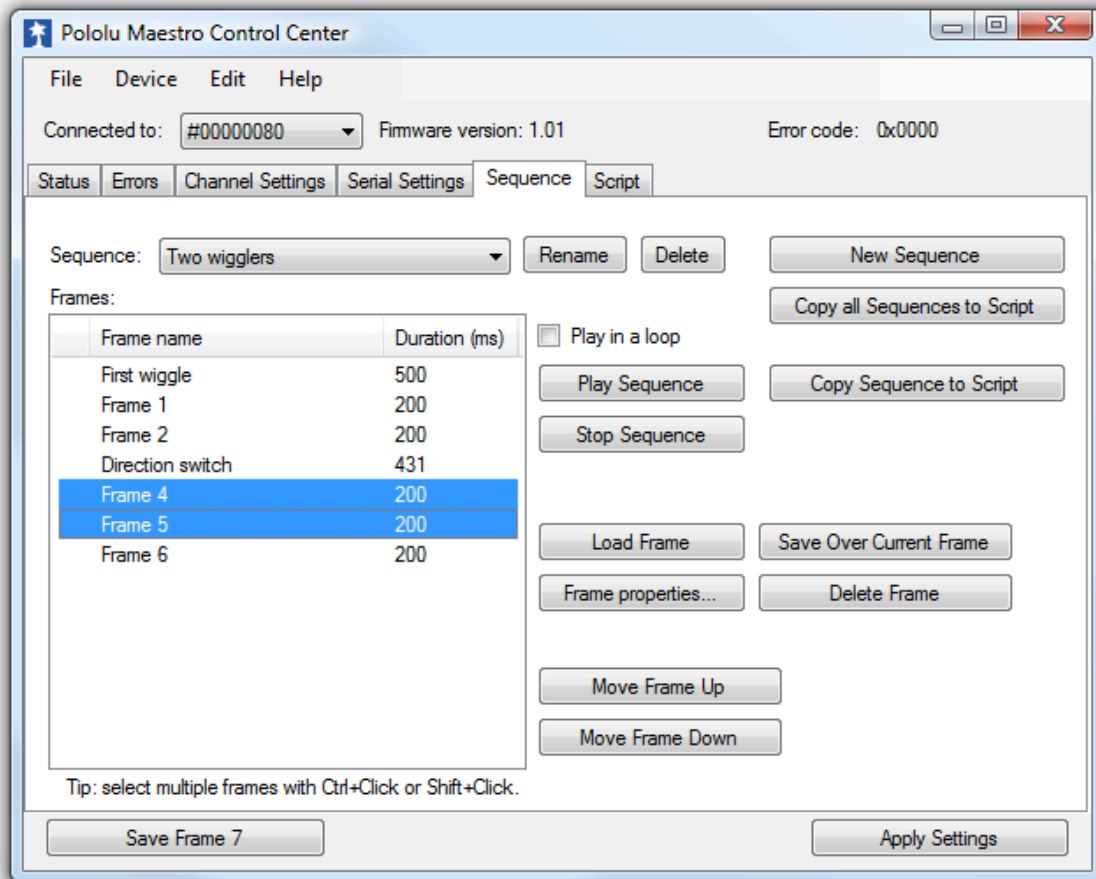 Pololu Maestro Control Center
File Device Edit Help
Connected to: #00000080 Firmware version: 1.01 Error code: 0x0000
Status Errors Channel Settings Serial Settings Sequence Script
Sequence: Two wigglers Rename Delete New Sequence
Frames:
Copy all Sequences to Script
Frame name Duration (ms) Play in a loop
First wiggle 500 Play Sequence Copy Sequence to Script
Frame 1 200
Frame 2 200 Stop Sequence
Direction switch 431
Frame 4 200
Frame 5 200 Load Frame Save Over Current Frame
Frame 6 200
Frame properties... Delete Frame
Move Frame Up
Move Frame Down
Tip: select multiple frames with Ctrl+Click or Shift+Click.
Save Frame 7 Apply Settings